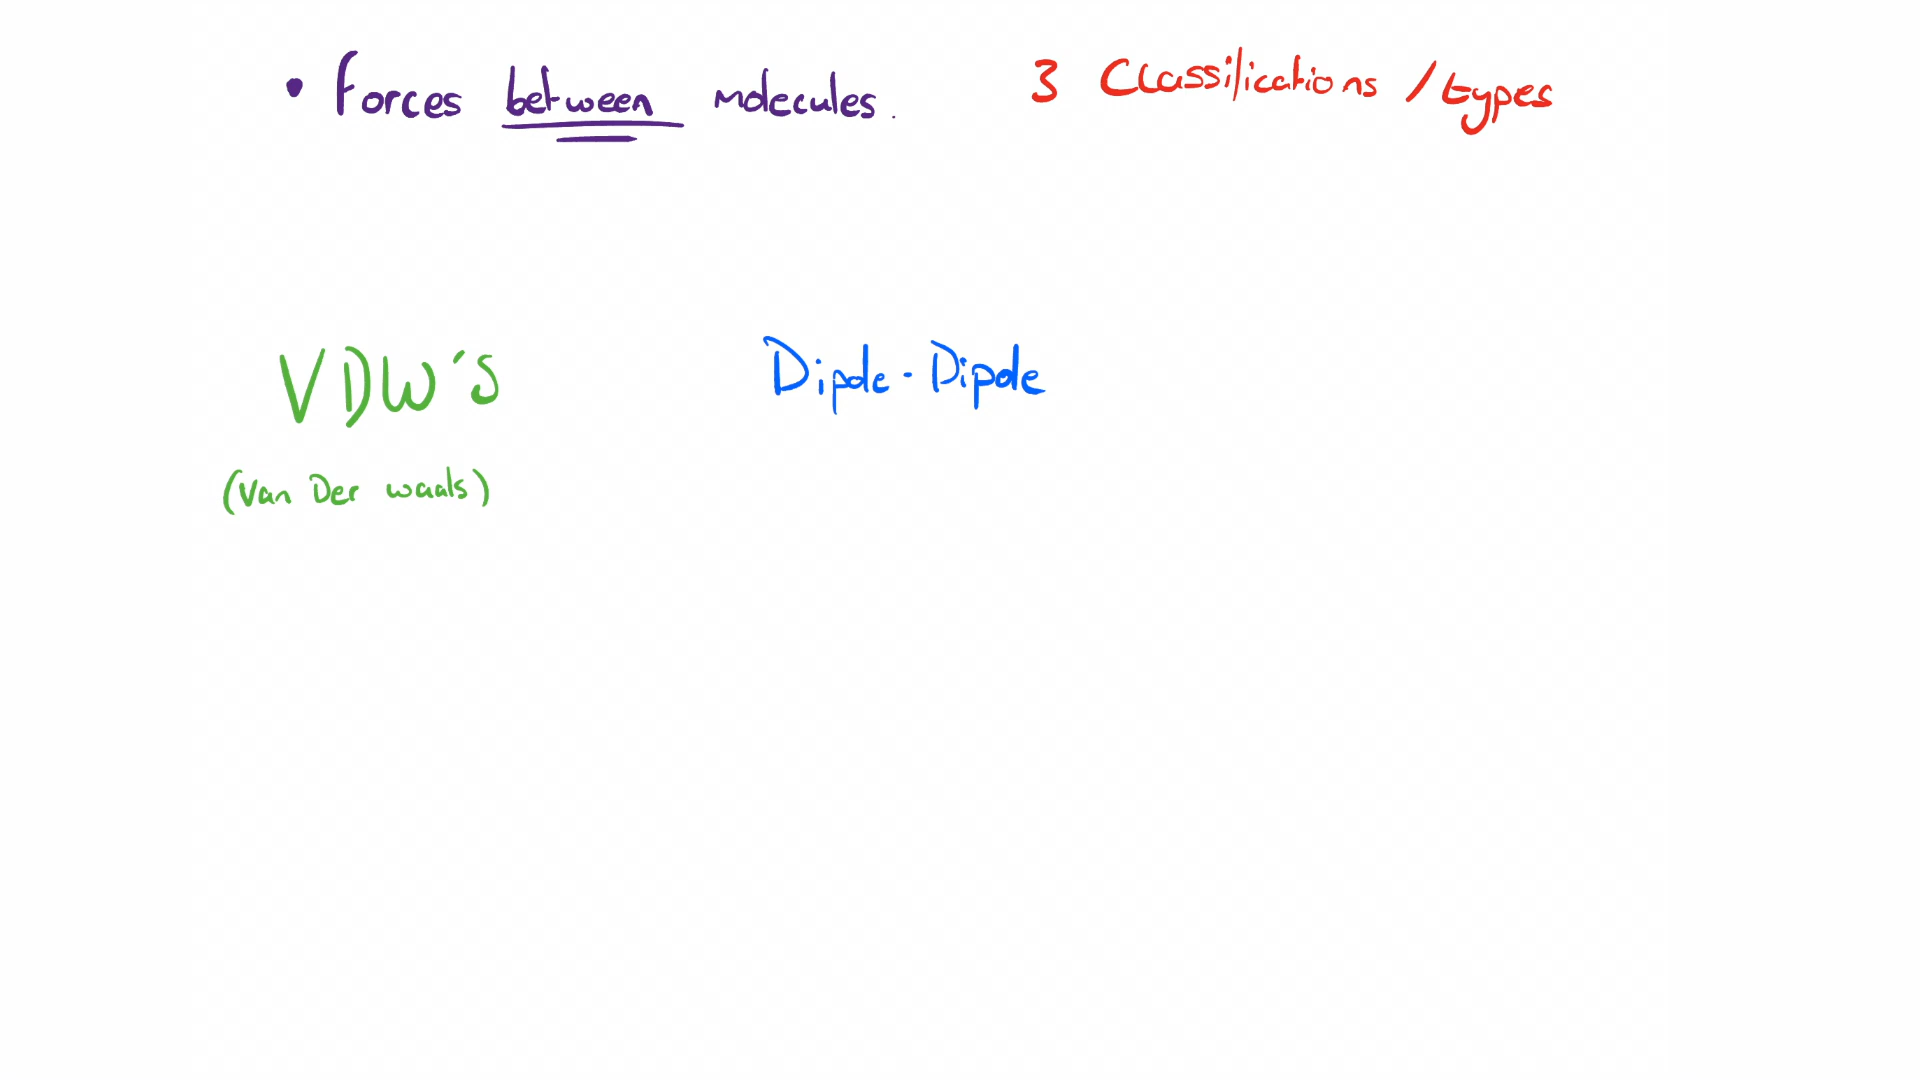 • Forces between molecules.
3 Classifications / types
VDW's
Dipole - Dipole
(Van Der waals)